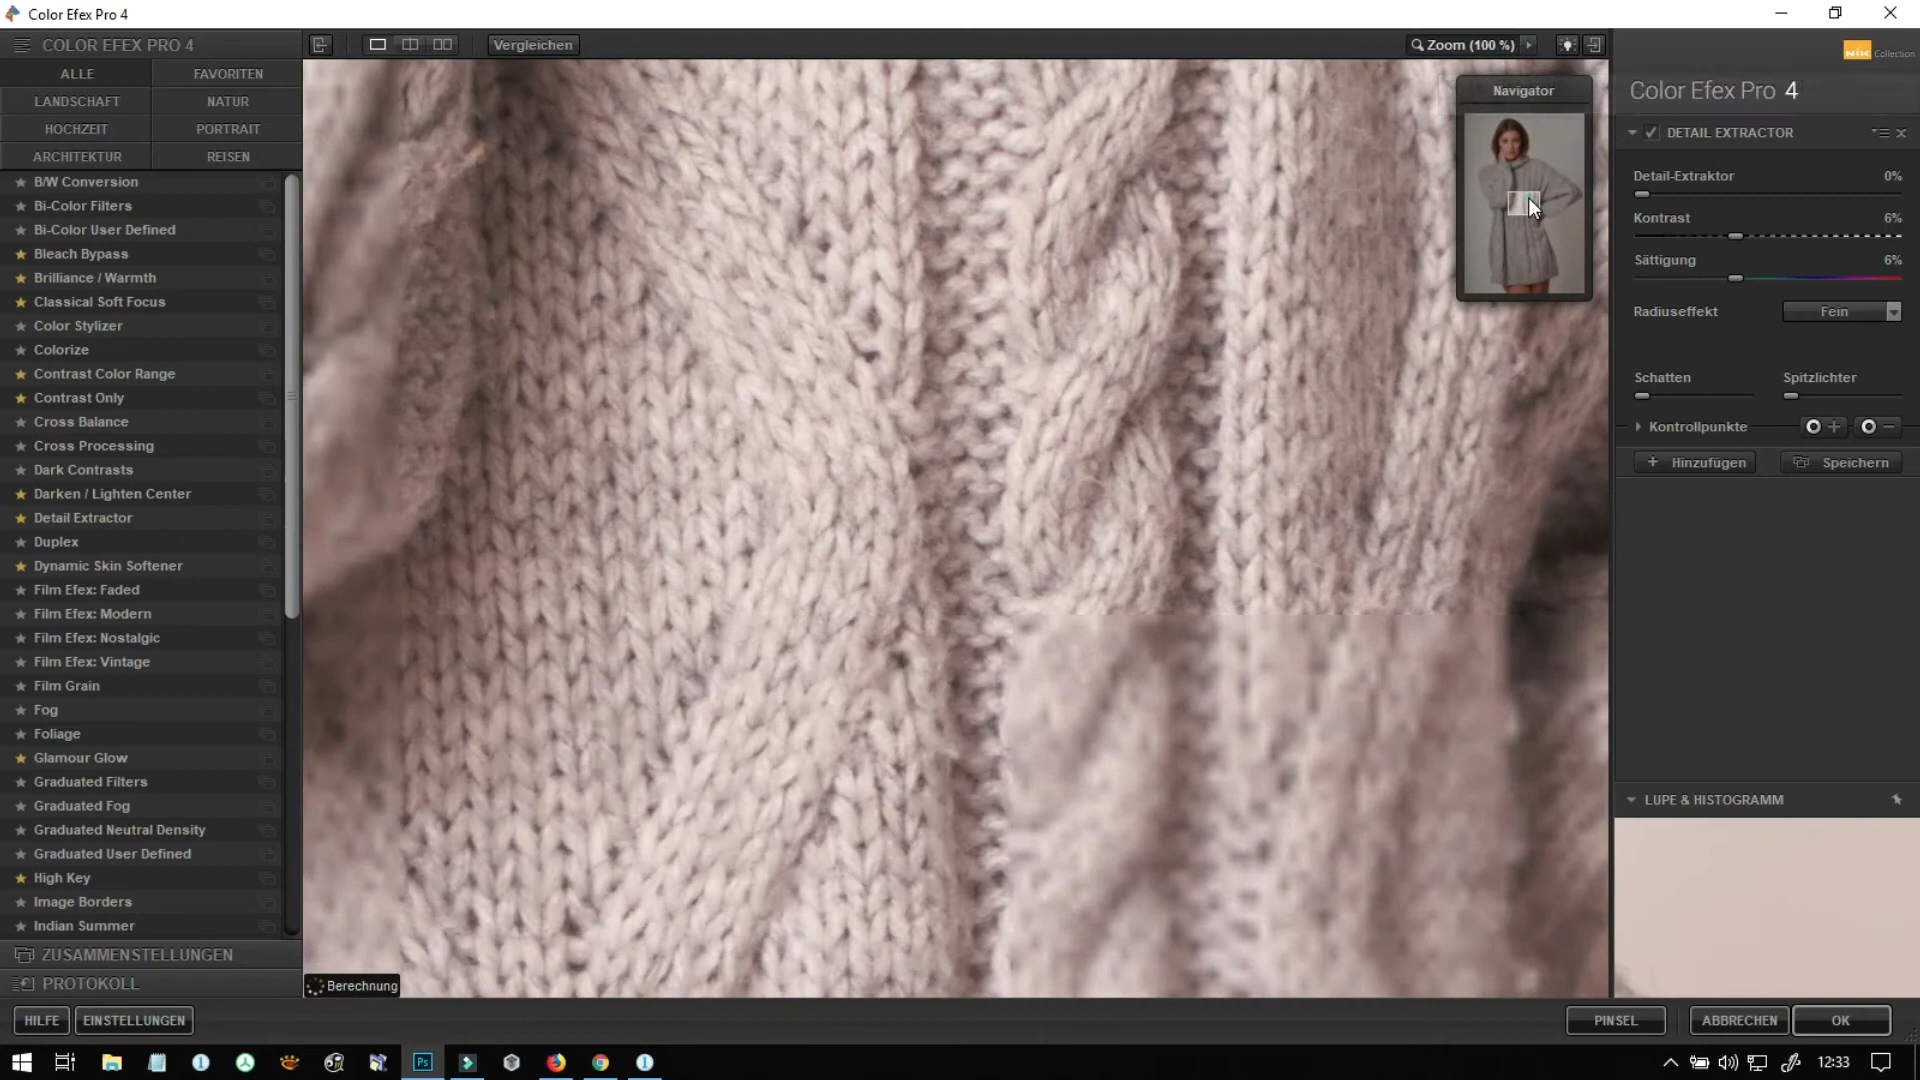 Color Efex Pro 4
COLOR EFEX PRO 4
ALLE
FAVORITEN
LANDSCHAFT
NATUR
HOCHZEIT
PORTRAIT
ARCHITEKTUR
REISEN
B/W Conversion
Bi-Color Filters
Bi-Color User Defined
Bleach Bypass
Brilliance / Warmth
Classical Soft Focus
Color Stylizer
Colorize
Contrast Color Range
Contrast Only
Cross Balance
Cross Processing
Dark Contrasts
Darken / Lighten Center
Detail Extractor
Duplex
Dynamic Skin Softener
Film Efex: Faded
Film Efex: Modern
Film Efex: Nostalgic
Film Efex: Vintage
Film Grain
Fog
Foliage
Glamour Glow
Graduated Filters
Graduated Fog
Graduated Neutral Density
Graduated User Defined
High Key
Image Borders
Indian Summer
ZUSAMMENSTELLUNGEN
PROTOKOLL
HILFE
EINSTELLUNGEN
Vergleichen
Zoom (100 %)
Navigator
Berechnung
Nik Collection
Color Efex Pro 4
DETAIL EXTRACTOR
Detail-Extraktor 0%
Kontrast 6%
Sättigung 6%
Radiuseffekt Fein
Schatten Spitzlichter
Kontrollpunkte
Hinzufügen Speichern
LUPE & HISTOGRAMM
PINSEL
ABBRECHEN
OK
Ps
12:33